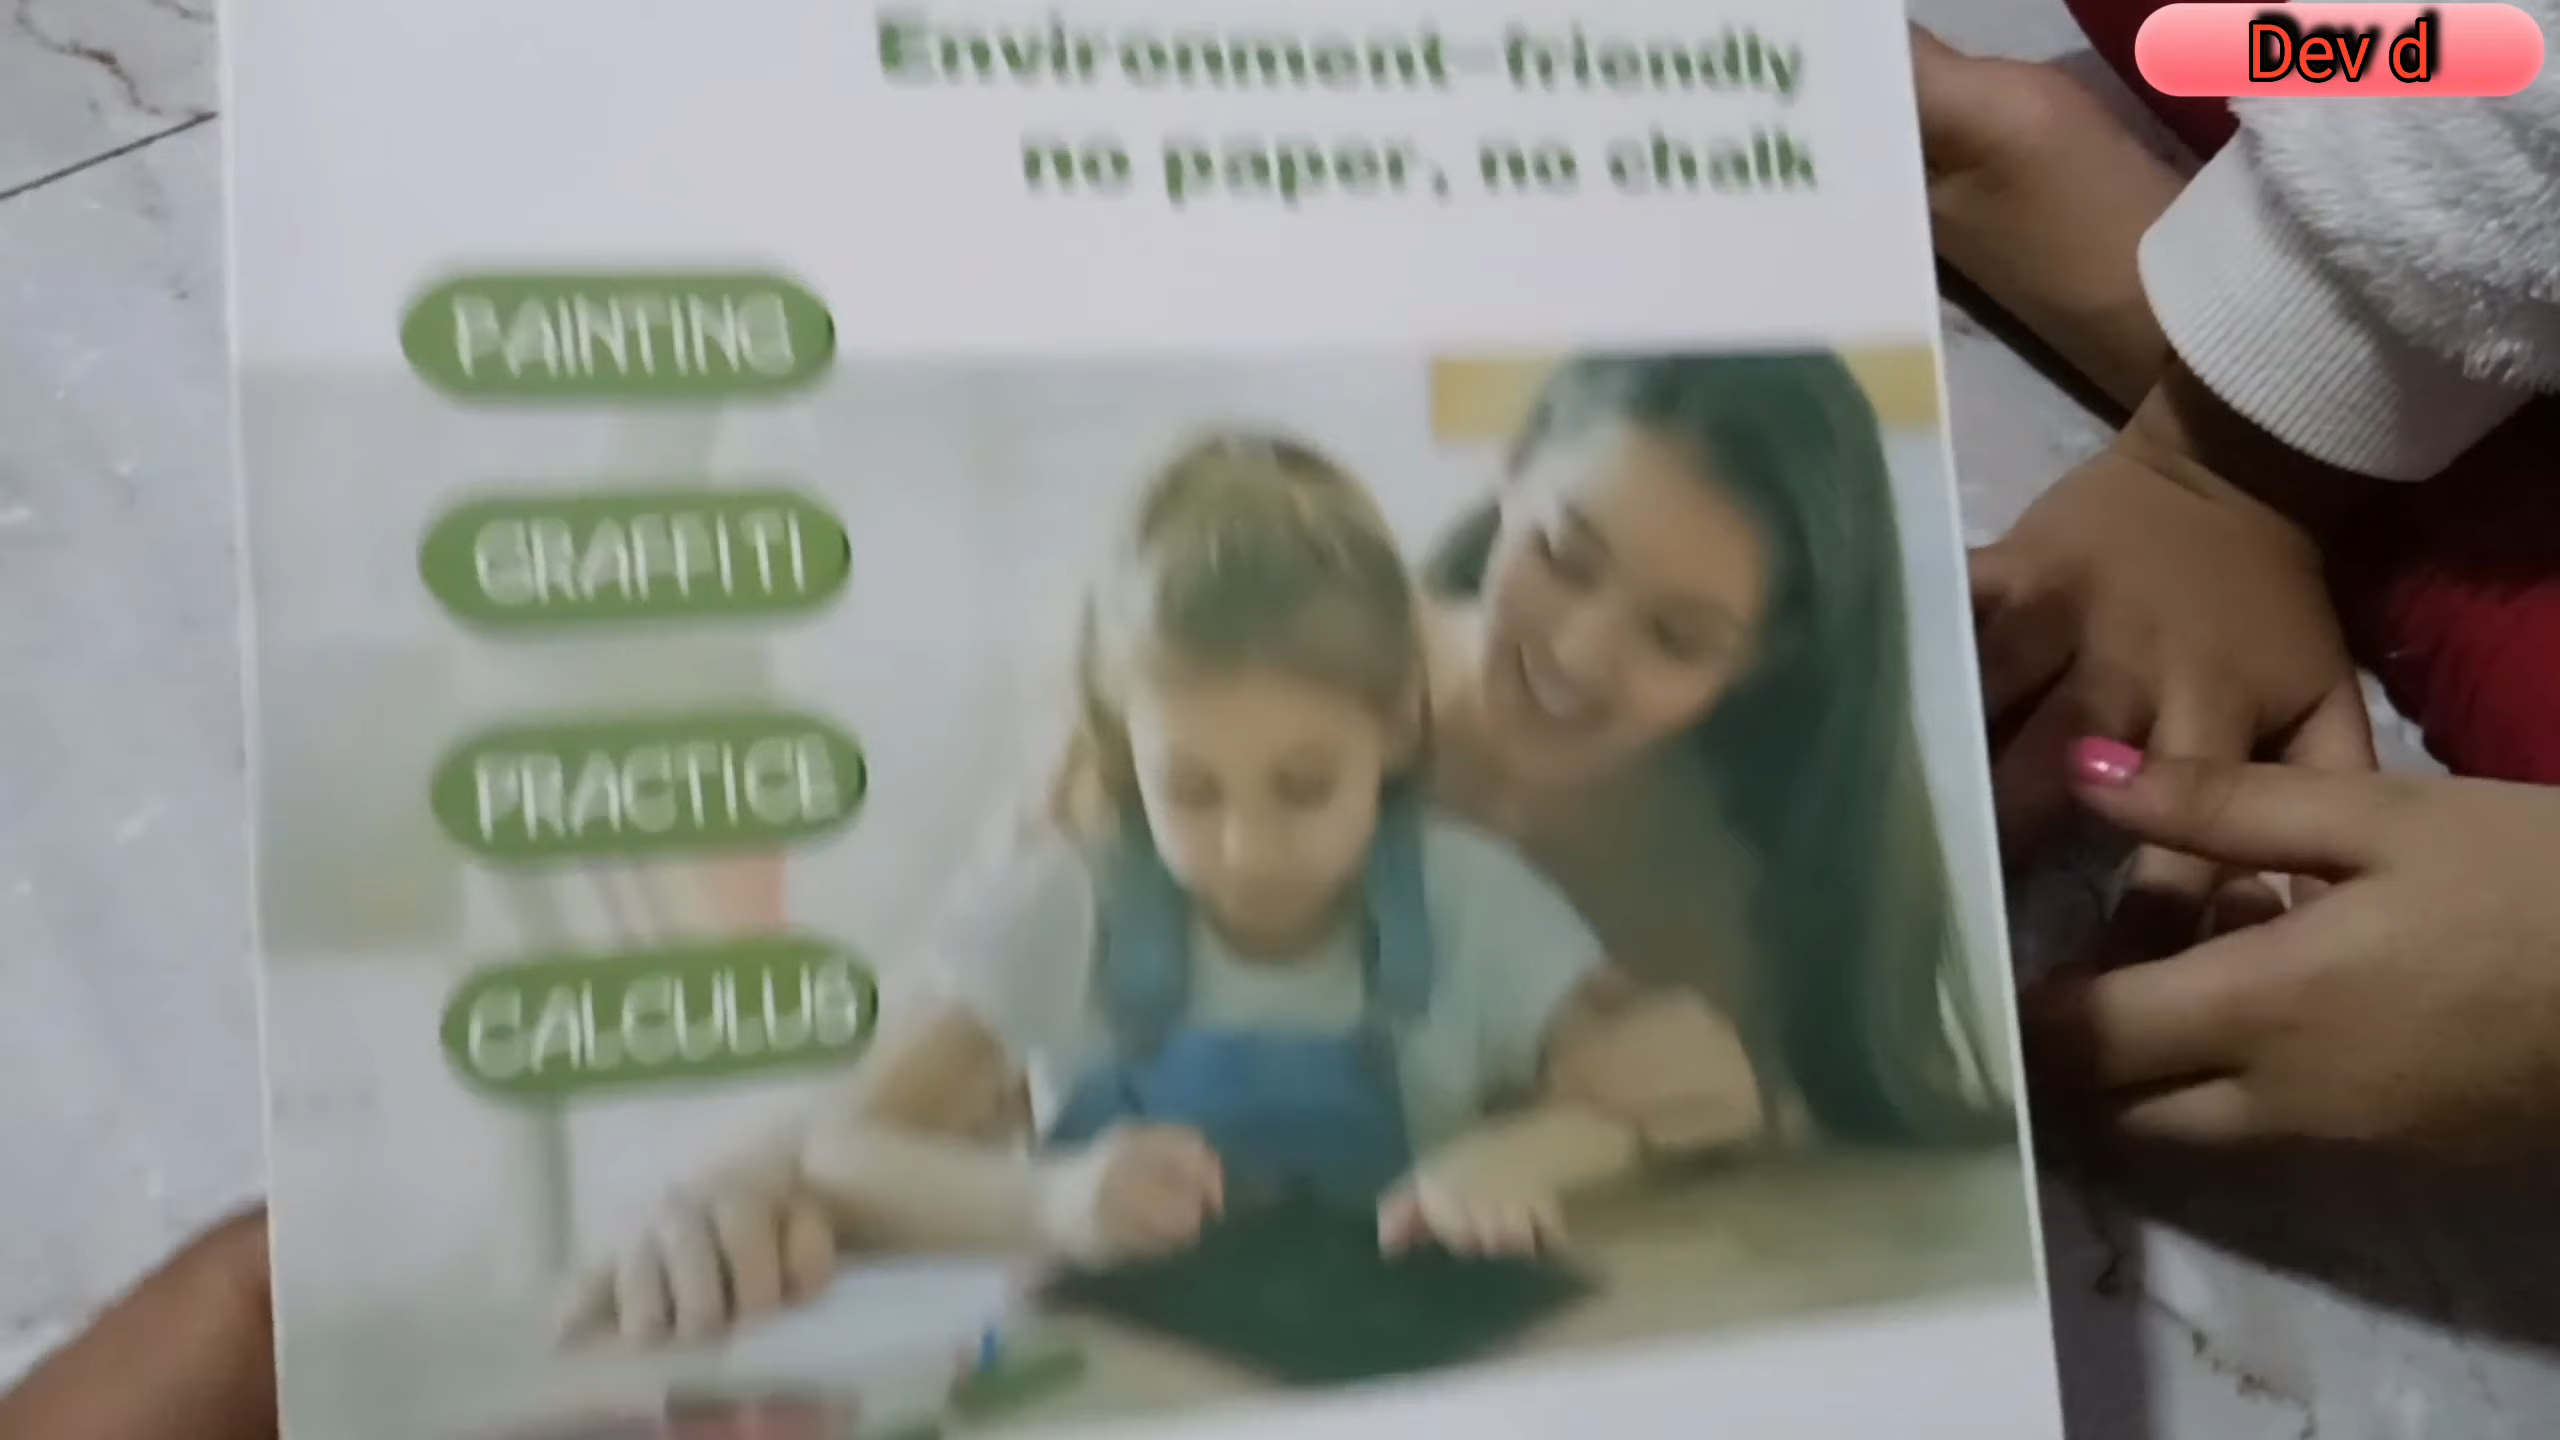 Dev d
Environment-friendly
no paper, no chalk
PAINTING
GRAFFITI
PRACTICE
CALCULUS